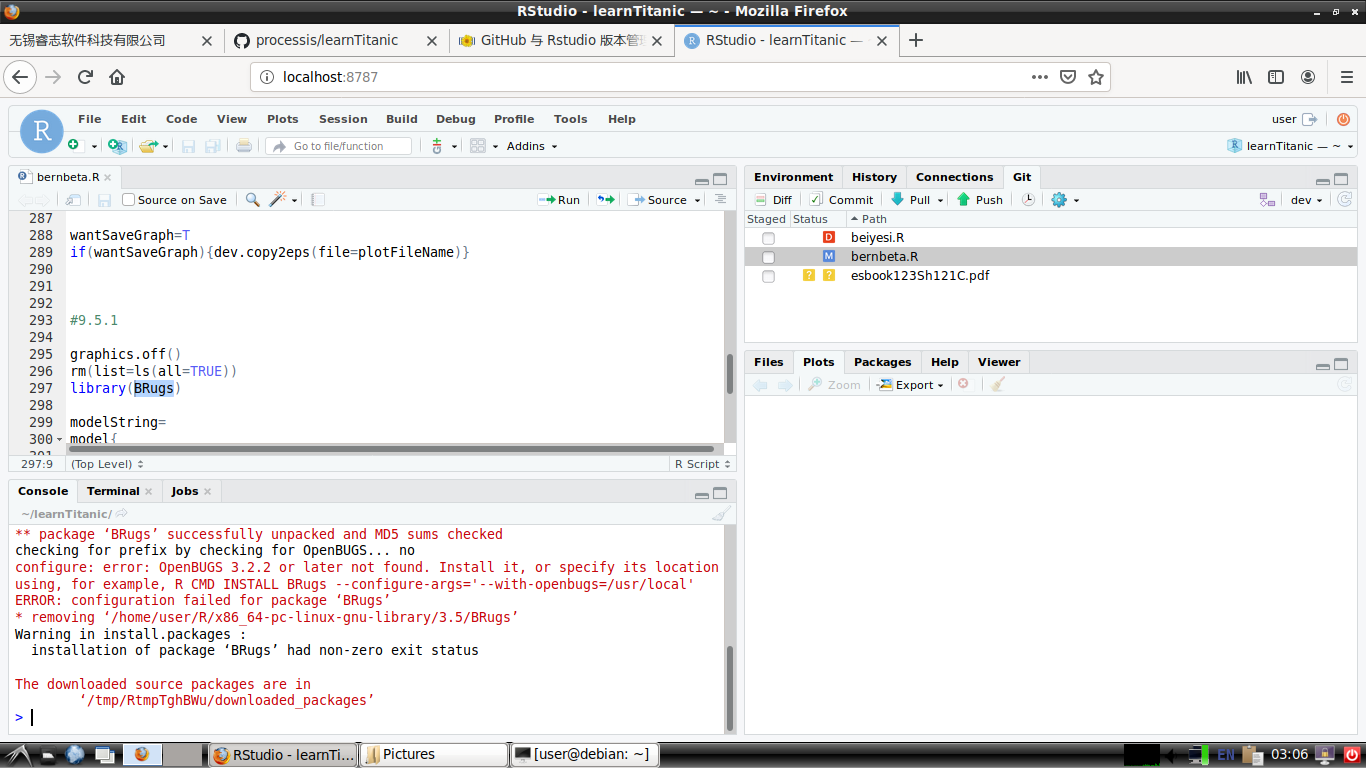 RStudio - learnTitanic — ~ - Mozilla Firefox
无锡睿志软件科技有限公司
processis/learnTitanic
GitHub 与 Rstudio 版本管理
RStudio - learnTitanic —
localhost:8787
R
File Edit Code View Plots Session Build Debug Profile Tools Help
user
Go to file/function
Addins
learnTitanic — ~
bernbeta.R
Source on Save
Run
Source
287
288 wantSaveGraph=T
289 if(wantSaveGraph){dev.copy2eps(file=plotFileName)}
290
291
292
293 #9.5.1
294
295 graphics.off()
296 rm(list=ls(all=TRUE))
297 library(BRugs)
298
299 modelString=
300 model{
297:9 (Top Level) R Script
Console Terminal Jobs
~/learnTitanic/
** package ‘BRugs’ successfully unpacked and MD5 sums checked
checking for prefix by checking for OpenBUGS... no
configure: error: OpenBUGS 3.2.2 or later not found. Install it, or specify its location
using, for example, R CMD INSTALL BRugs --configure-args='--with-openbugs=/usr/local'
ERROR: configuration failed for package ‘BRugs’
* removing ‘/home/user/R/x86_64-pc-linux-gnu-library/3.5/BRugs’
Warning in install.packages :
installation of package ‘BRugs’ had non-zero exit status
The downloaded source packages are in
‘/tmp/RtmpTghBWu/downloaded_packages’
>
Environment History Connections Git
Diff Commit Pull Push dev
Staged Status Path
D beiyesi.R
M bernbeta.R
? ? esbook123Sh121C.pdf
Files Plots Packages Help Viewer
Zoom Export
RStudio - learnTi...
Pictures
[user@debian: ~]
EN
03:06